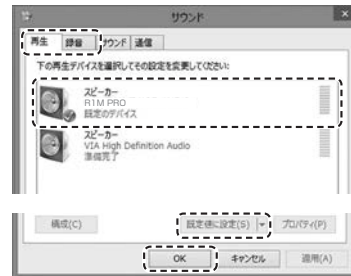 サウンド
再生 録音 サウンド 通信
下の再生デバイスを選択してその設定を変更してください:
スピーカー
R1M PRO
既定のデバイス
スピーカー
VIA High Definition Audio
準備完了
構成(C) 既定値に設定(S) プロパティ(P)
OK キャンセル 適用(A)